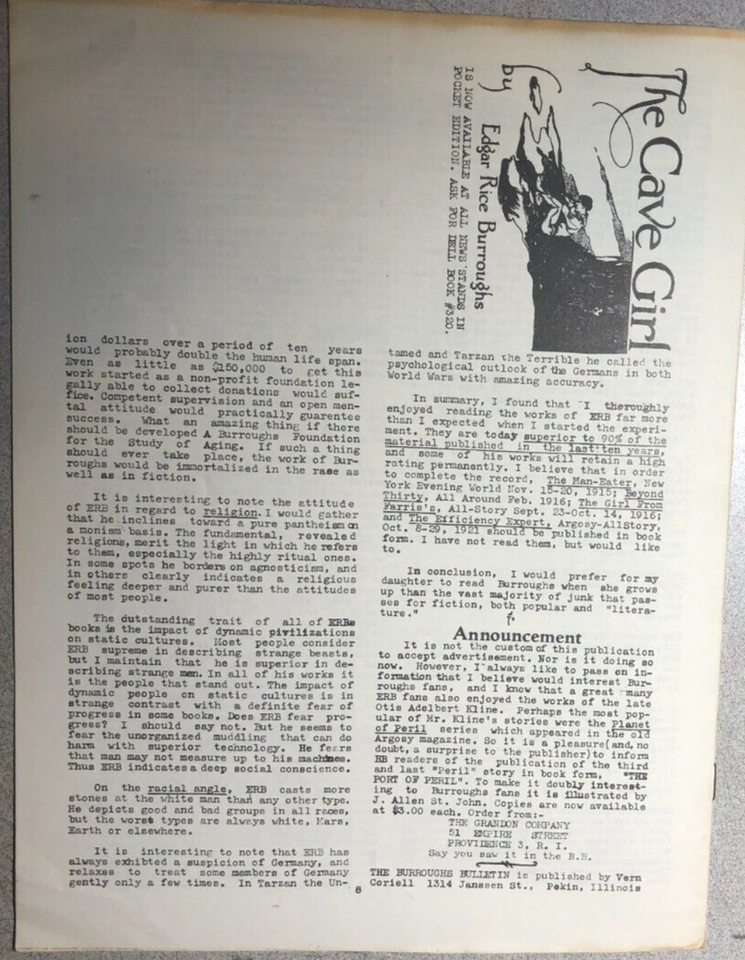 The Cave Girl
by Edgar Rice Burroughs
IS NOW AVAILABLE AT ALL NEWS STANDS IN
POCKET EDITION. ASK FOR DELL BOOK #320.
ion dollars over a period of ten years
would probably double the human life span.
Even as little as $150,000 to get this
work started as a non-profit foundation le-
gally able to collect donations would suf-
fice. Competent supervision and an open men-
tal attitude would practically guarentee
success. What an amazing thing if there
should be developed A Burroughs Foundation
for the Study of Aging. If such a thing
should ever take place, the work of Bur-
roughs would be immortalized in the race as
well as in fiction.
It is interesting to note the attitude
of ERB in regard to religion. I would gather
that he inclines toward a pure pantheism on
a monism basis. The fundamental, revealed
religions, merit the light in which he refers
to them, especially the highly ritual ones.
In some spots he borders on agnosticism, and
in others clearly indicates a religious
feeling deeper and purer than the attitudes
of most people.
The outstanding trait of all of ERBs
books is the impact of dynamic pivilizations
on static cultures. Most people consider
ERB supreme in describing strange beasts,
but I maintain that he is superior in de-
scribing strange men. In all of his works it
is the people that stand out. The impact of
dynamic people on static cultures is in
strange contrast with a definite fear of
progress in some books. Does ERB fear pro-
gress? I should say not. But he seems to
fear the unorganized muddling that can do
harm with superior technology. He fears
that man may not measure up to his machines.
Thus ERB indicates a deep social conscience.
On the racial angle, ERB casts more
stones at the white man than any other type.
He depicts good and bad groups in all races,
but the worst types are always white, Mars,
Earth or elsewhere.
It is interesting to note that ERB has
always exhibted a suspicion of Germany, and
relaxes to treat some members of Germany
gently only a few times. In Tarzan the Un-
tamed and Tarzan the Terrible he called the
psychological outlook of the Germans in both
World Wars with amazing accuracy.
In summary, I found that I thoroughly
enjoyed reading the works of ERB far more
than I expected when I started the experi-
ment. They are today superior to 90% of the
material published in the last ten years,
and some of his works will retain a high
rating permanently. I believe that in order
to complete the record, The Man-Eater, New
York Evening World Nov. 15-20, 1915; Beyond
Thirty, All Around Feb. 1916; The Girl From
Farris's, All-Story Sept. 23-Oct. 14, 1916;
and The Efficiency Expert, Argosy-AllStory,
Oct. 8-29, 1921 should be published in book
form. I have not read them, but would like
to.
In conclusion, I would prefer for my
daughter to read Burroughs when she grows
up than the vast majority of junk that pas-
ses for fiction, both popular and "litera-
ture."
Announcement
It is not the custom of this publication
to accept advertisement. Nor is it doing so
now. However, I always like to pass on in-
formation that I believe would interest Bur-
roughs fans, and I know that a great many
ERB fans also enjoyed the works of the late
Otis Adelbert Kline. Perhaps the most pop-
ular of Mr. Kline's stories were the Planet
of Peril series which appeared in the old
Argosy magazine. So it is a pleasure (and, no
doubt, a surprise to the publisher) to inform
BB readers of the publication of the third
and last "Peril" story in book form, "THE
PORT OF PERIL". To make it doubly interest-
ing to Burroughs fans it is illustrated by
J. Allen St. John. Copies are now available
at $3.00 each. Order from:-
THE GRANDON COMPANY
51 EMPIRE STREET
PROVIDENCE 3, R. I.
Say you saw it in the B.B.
THE BURROUGHS BULLETIN is published by Vern
Coriell 1314 Janssen St., Pekin, Illinois
8